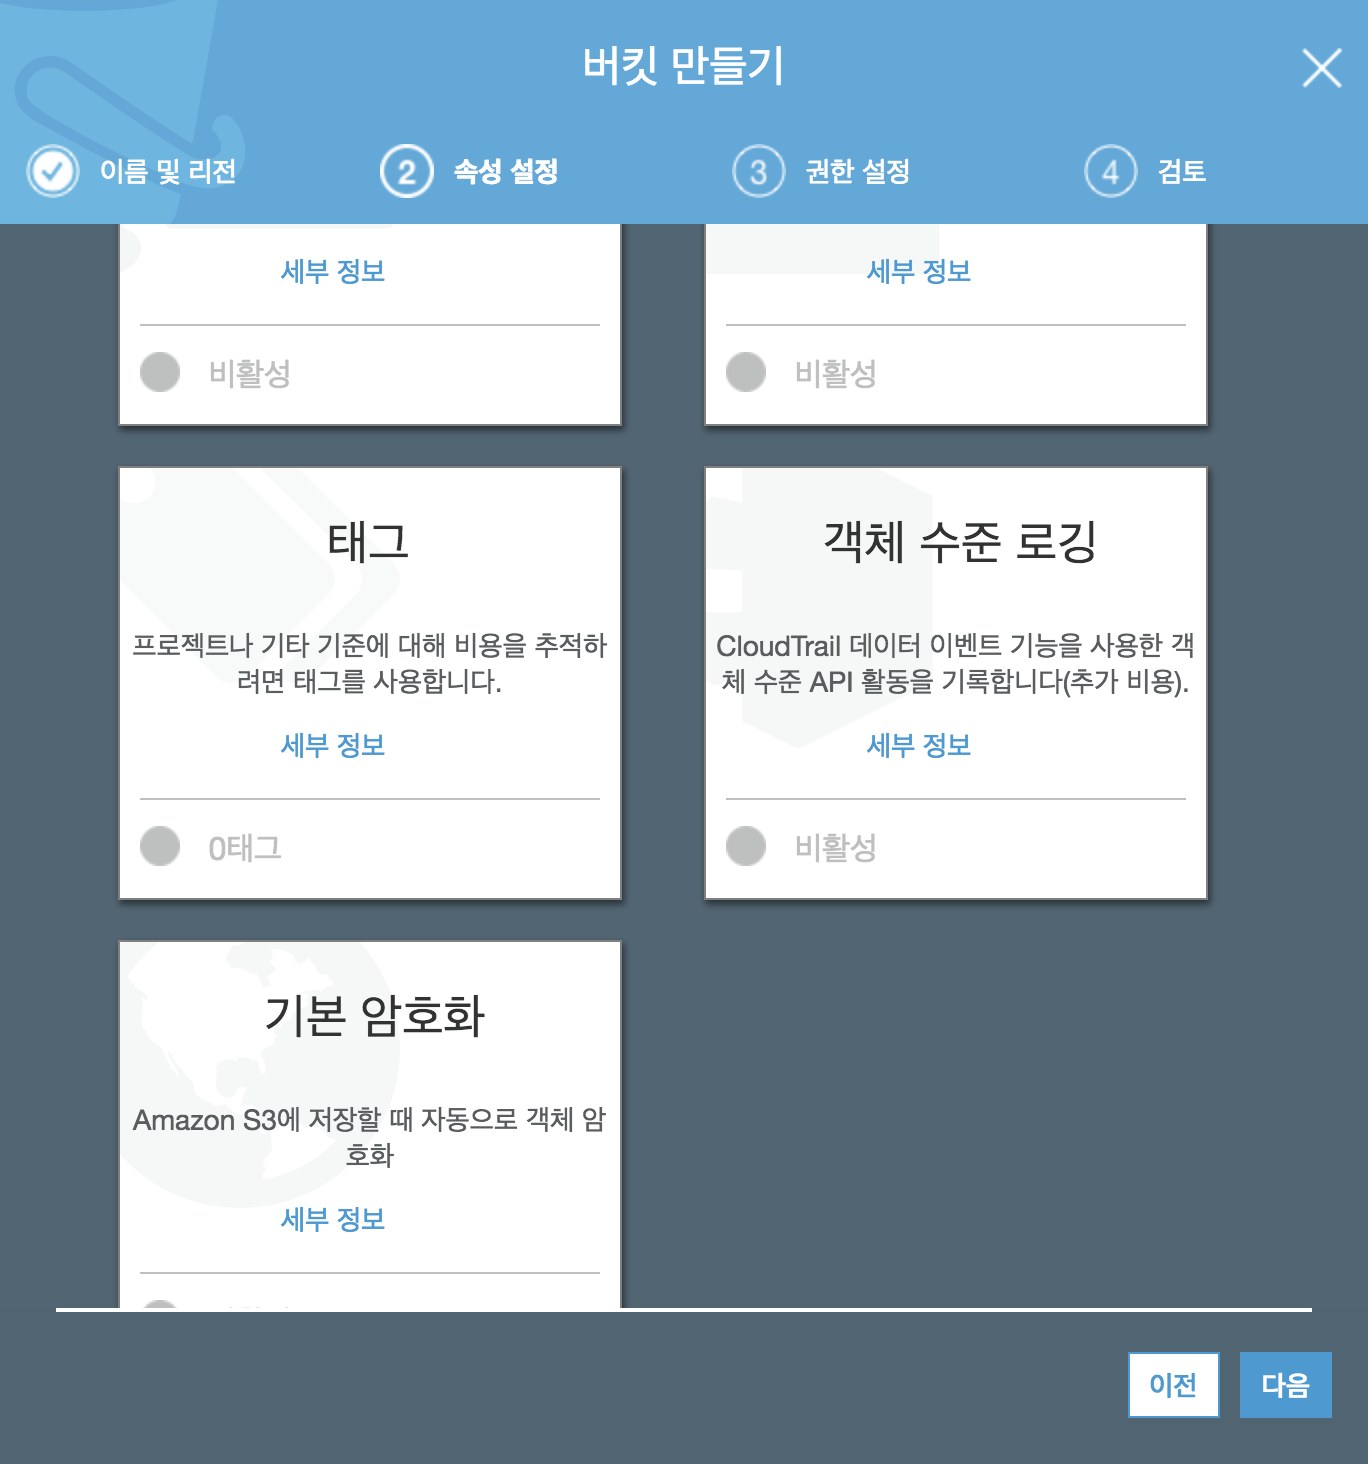 버킷 만들기
이름 및 리전
2 속성 설정
3 권한 설정
4 검토
세부 정보
비활성
세부 정보
비활성
태그
프로젝트나 기타 기준에 대해 비용을 추적하
려면 태그를 사용합니다.
세부 정보
0태그
객체 수준 로깅
CloudTrail 데이터 이벤트 기능을 사용한 객
체 수준 API 활동을 기록합니다(추가 비용).
세부 정보
비활성
기본 암호화
Amazon S3에 저장할 때 자동으로 객체 암
호화
세부 정보
이전
다음